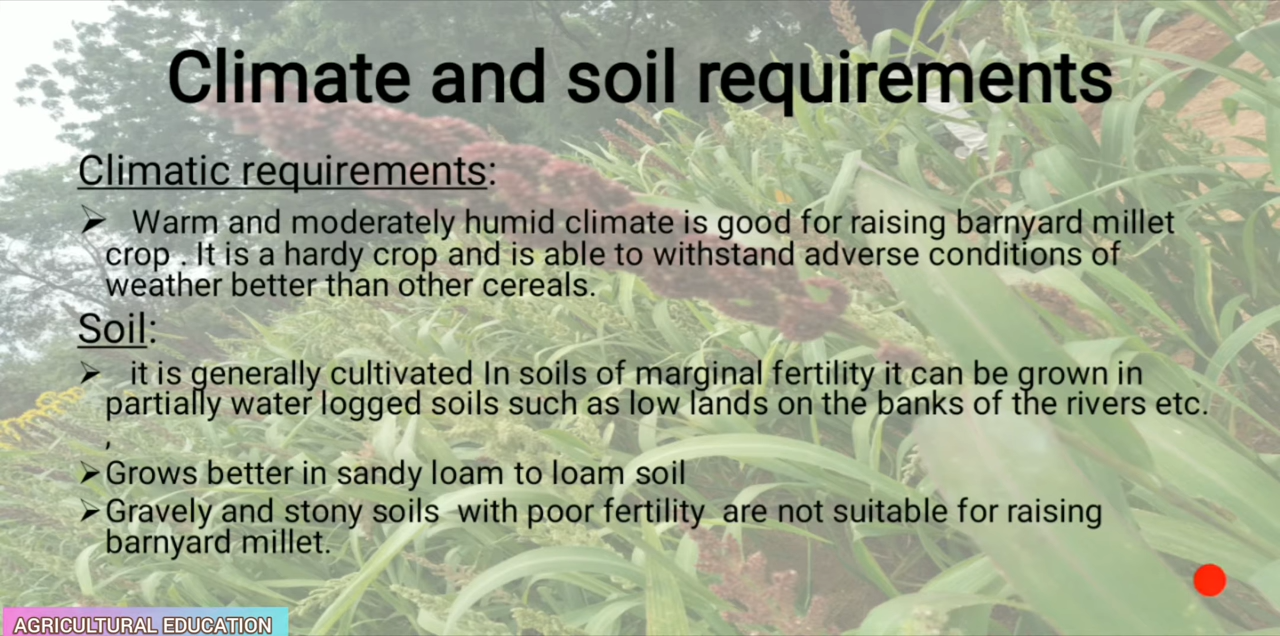 Climate and soil requirements
Climatic requirements:
➢ Warm and moderately humid climate is good for raising barnyard millet
crop . It is a hardy crop and is able to withstand adverse conditions of
weather better than other cereals.
Soil:
➢ it is generally cultivated In soils of marginal fertility it can be grown in
partially water logged soils such as low lands on the banks of the rivers etc.
,
➢Grows better in sandy loam to loam soil
➢Gravely and stony soils with poor fertility are not suitable for raising
barnyard millet.
AGRICULTURAL EDUCATION